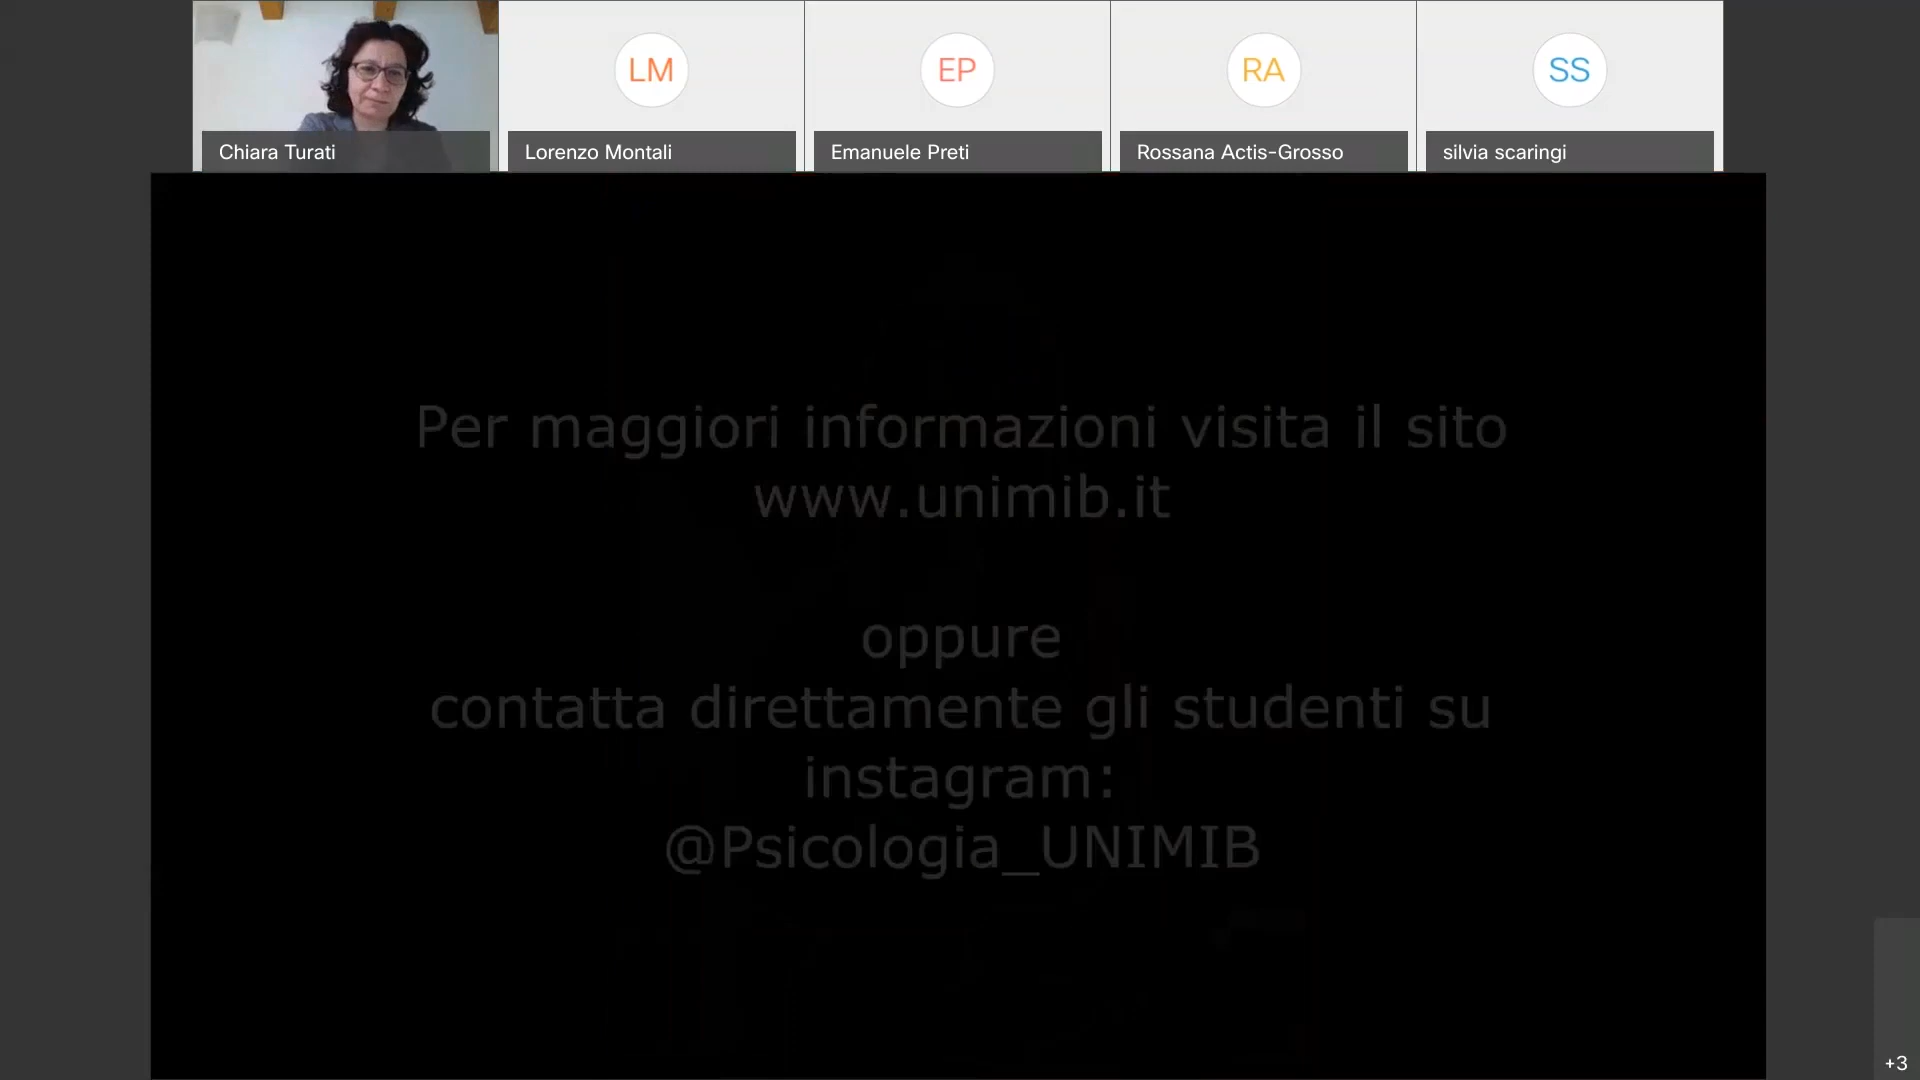 LM
EP
RA
SS
Chiara Turati
Lorenzo Montali
Emanuele Preti
Rossana Actis-Grosso
silvia scaringi
Per maggiori informazioni visita il sito
www.unimib.it
oppure
contatta direttamente gli studenti su
instagram:
@Psicologia_UNIMIB
+3